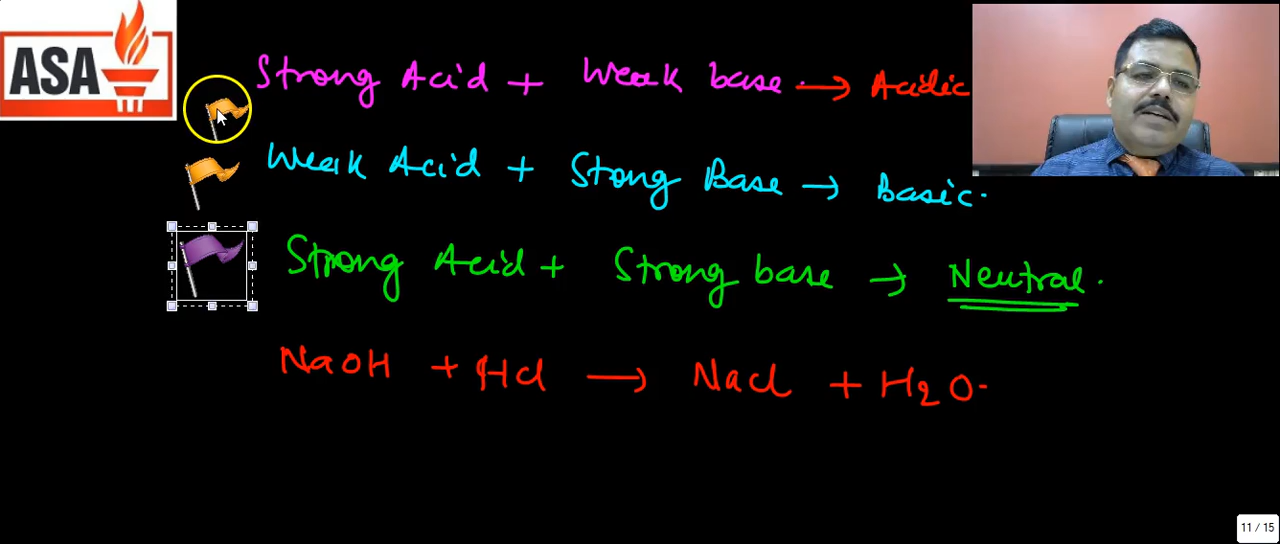 ASA
Strong Acid + Weak base. → Acidic
Weak Acid + Stong Base → Basic.
Strong Acid + Strong base → Neutral.
NaOH + HCl → NaCl + H2O.
11 / 15